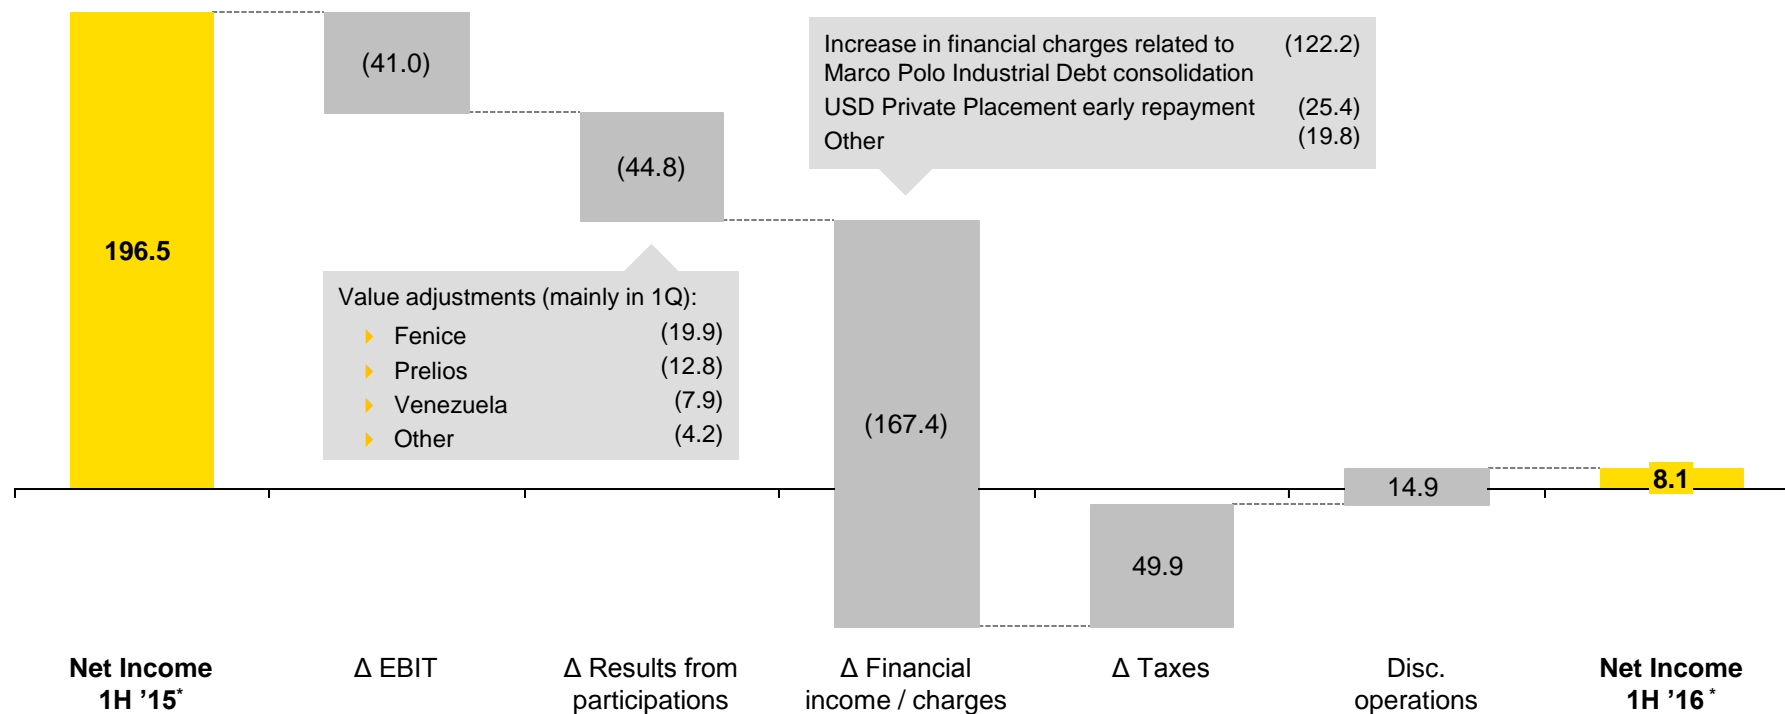 196.5
(41.0)
(44.8)
Value adjustments (mainly in 1Q):
Fenice (19.9)
Prelios (12.8)
Venezuela (7.9)
Other (4.2)
Increase in financial charges related to (122.2)
Marco Polo Industrial Debt consolidation
USD Private Placement early repayment (25.4)
Other (19.8)
(167.4)
49.9
14.9
8.1
Net Income
1H ’15*
Δ EBIT
Δ Results from
participations
Δ Financial
income / charges
Δ Taxes
Disc.
operations
Net Income
1H ’16 *